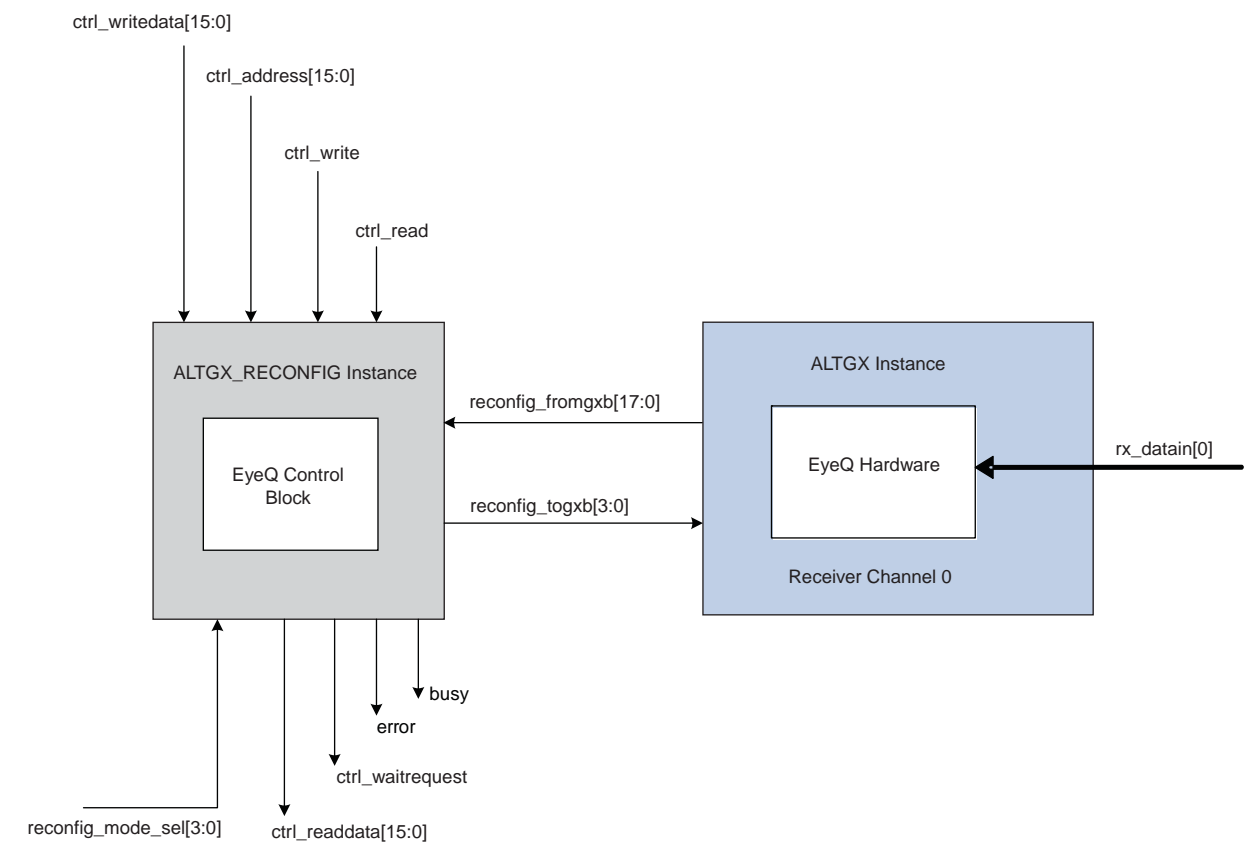 ctrl_writedata[15:0]
ctrl_address[15:0]
ctrl_write
ctrl_read
ALTGX_RECONFIG Instance
EyeQ Control
Block
reconfig_fromgxb[17:0]
reconfig_togxb[3:0]
ALTGX Instance
EyeQ Hardware
Receiver Channel 0
rx_datain[0]
busy
error
ctrl_waitrequest
reconfig_mode_sel[3:0]
ctrl_readdata[15:0]